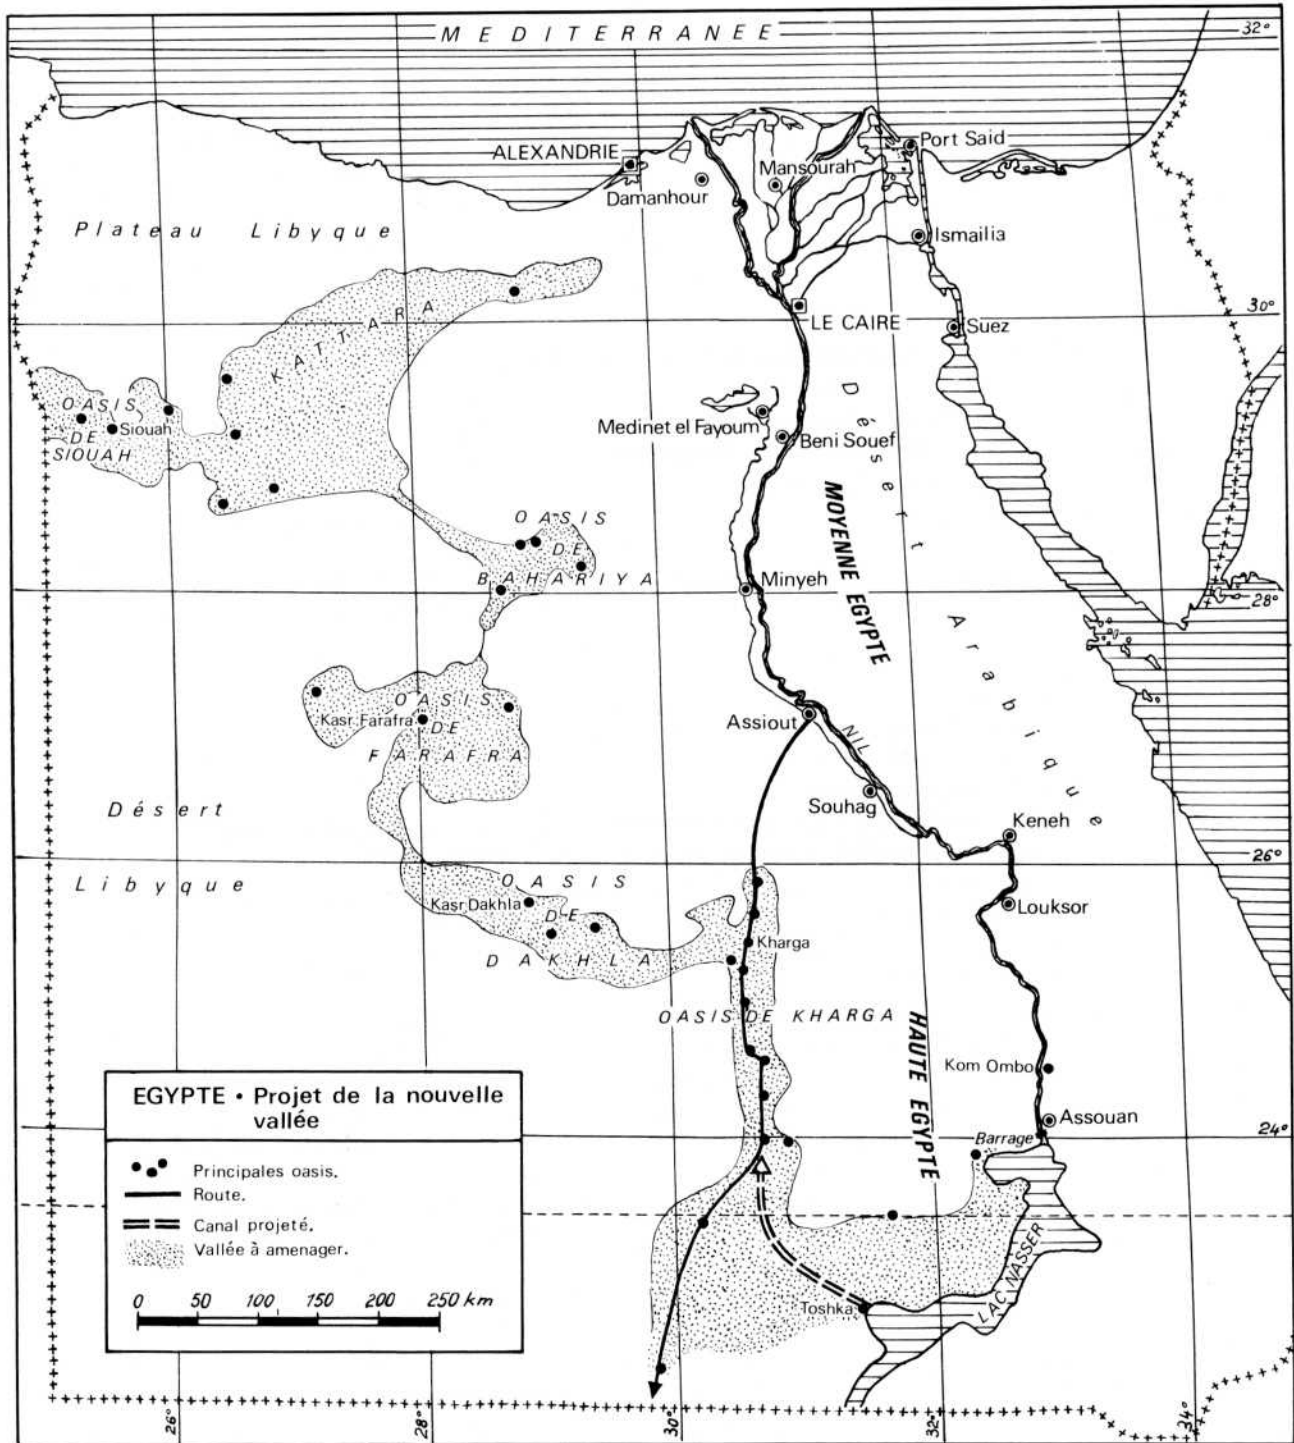 MEDITERRANEE
32°
ALEXANDRIE
Damanhour
Mansourah
Port Said
Ismailia
Plateau Libyque
30°
LE CAIRE
Suez
KATTARA
OASIS
DE
SIOUAH
Siouah
Medinet el Fayoum
Beni Souef
Désert Arabique
MOYENNE EGYPTE
OASIS
DE
BAHARIYA
Minyeh
28°
OASIS
DE
FARAFRA
Kasr Farafra
Assiout
NIL
Souhag
Keneh
Désert
Libyque
26°
OASIS
DE
DAKHLA
Kasr Dakhla
Kharga
Louksor
OASIS DE KHARGA
HAUTE EGYPTE
Kom Ombo
Assouan
Barrage
24°
LAC NASSER
Toshka
EGYPTE • Projet de la nouvelle
vallée
Principales oasis.
Route.
Canal projeté.
Vallée à amenager.
0 50 100 150 200 250 km
26° 28° 30° 32° 34°